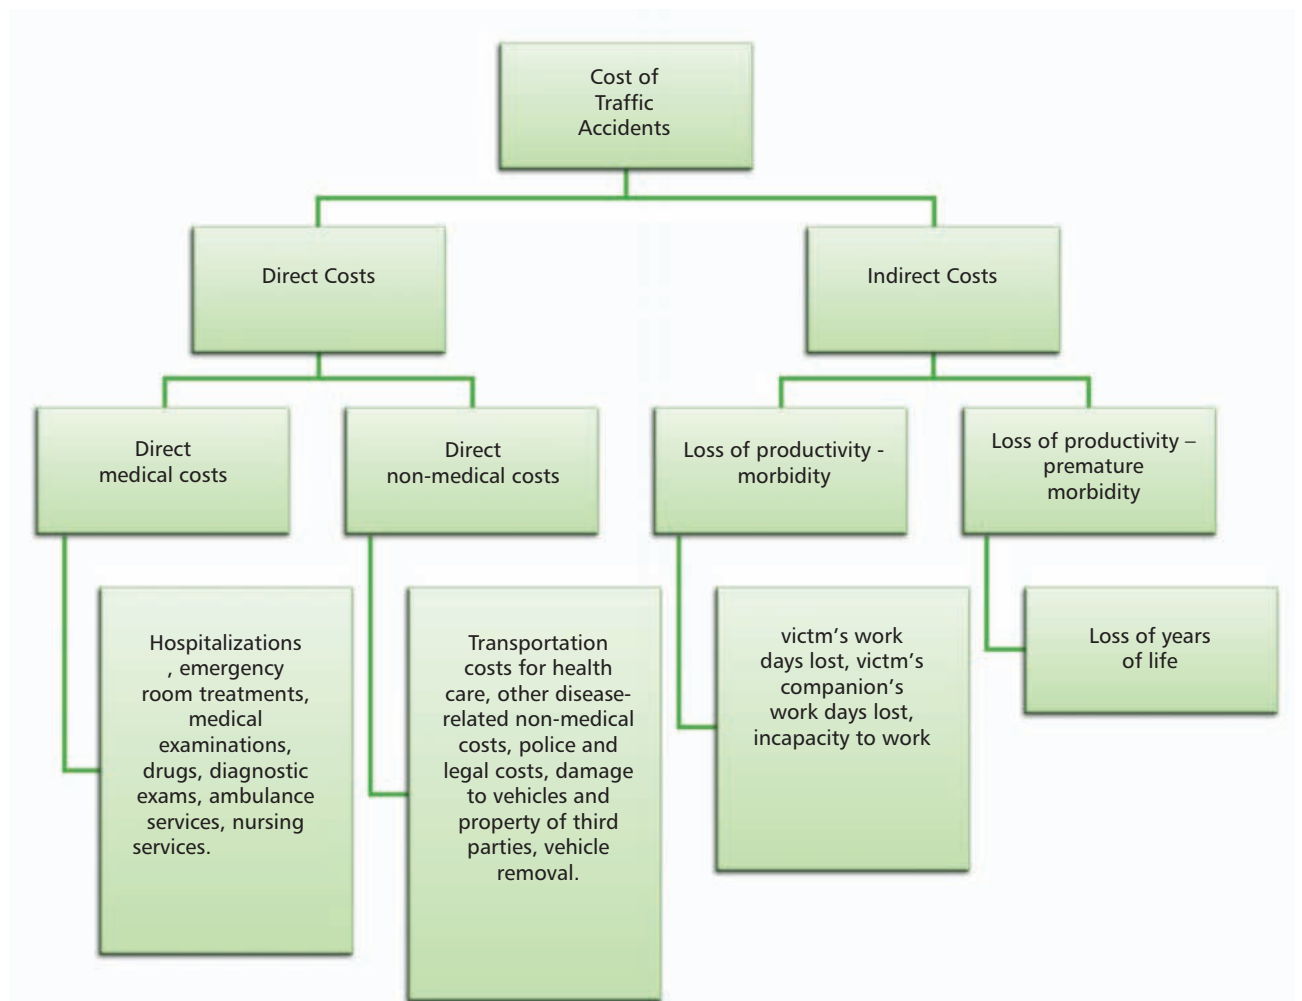 Cost of
Traffic
Accidents
Direct Costs
Indirect Costs
Direct
medical costs
Direct
non-medical costs
Loss of productivity -
morbidity
Loss of productivity –
premature
morbidity
Hospitalizations
, emergency
room treatments,
medical
examinations,
drugs, diagnostic
exams, ambulance
services, nursing
services.
Transportation
costs for health
care, other disease-
related non-medical
costs, police and
legal costs, damage
to vehicles and
property of third
parties, vehicle
removal.
victm's work
days lost, victm's
companion's
work days lost,
incapacity to work
Loss of years
of life